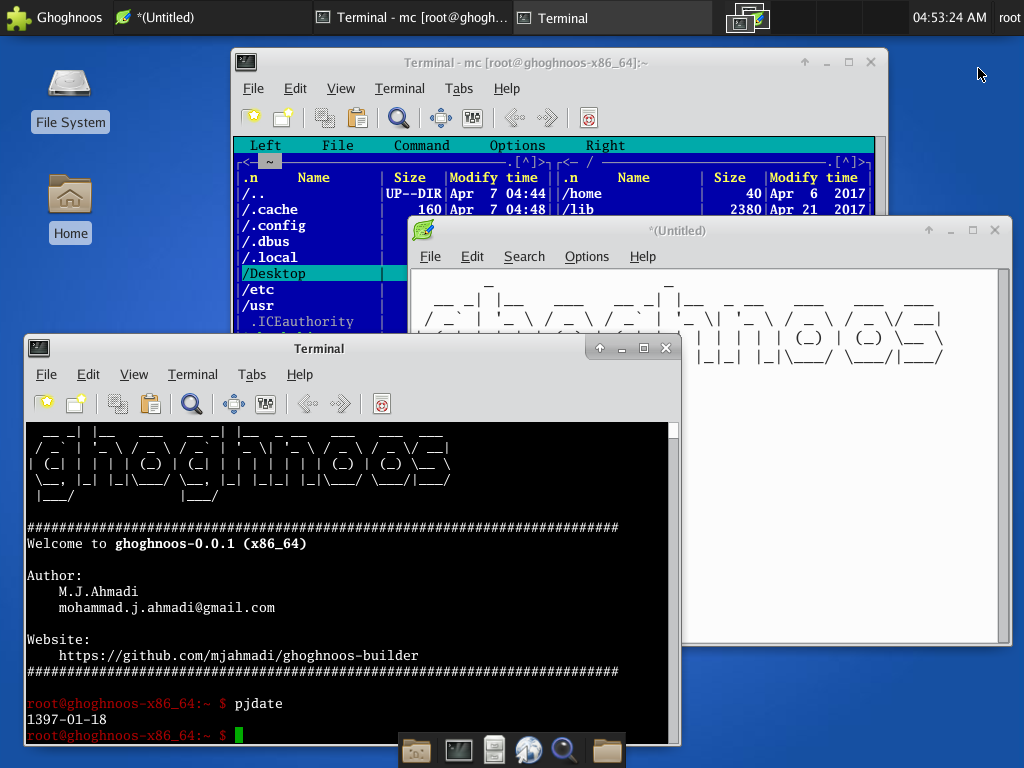 Ghoghnoos *(Untitled) Terminal - mc [root@ghogh... Terminal 04:53:24 AM root
File System
Home
Terminal - mc [root@ghoghnoos-x86_64]:~
File Edit View Terminal Tabs Help
Left File Command Options Right
┌<─ ~ ─.[^]>┐┌<─ / ─.[^]>┐
.n Name Size Modify time .n Name Size Modify time
/.. UP--DIR Apr 7 04:44 /home 40 Apr 6 2017
/.cache 160 Apr 7 04:48 /lib 2380 Apr 21 2017
/.config
/.dbus
/.local
/Desktop
/etc
/usr
.ICEauthority
*(Untitled)
File Edit Search Options Help
Terminal
File Edit View Terminal Tabs Help
ghoghnoos
###########################################################################
Welcome to ghoghnoos-0.0.1 (x86_64)
Author:
M.J.Ahmadi
mohammad.j.ahmadi@gmail.com
Website:
https://github.com/mjahmadi/ghoghnoos-builder
###########################################################################
root@ghoghnoos-x86_64:~ $ pjdate
1397-01-18
root@ghoghnoos-x86_64:~ $